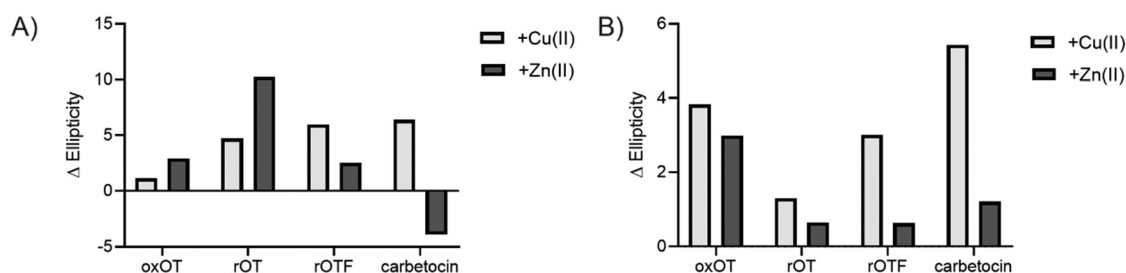 A)
Δ Ellipticity
15
10
5
0
-5
oxOT rOT rOTF carbetocin
+Cu(II)
+Zn(II)
B)
Δ Ellipticity
6
4
2
0
oxOT rOT rOTF carbetocin
+Cu(II)
+Zn(II)